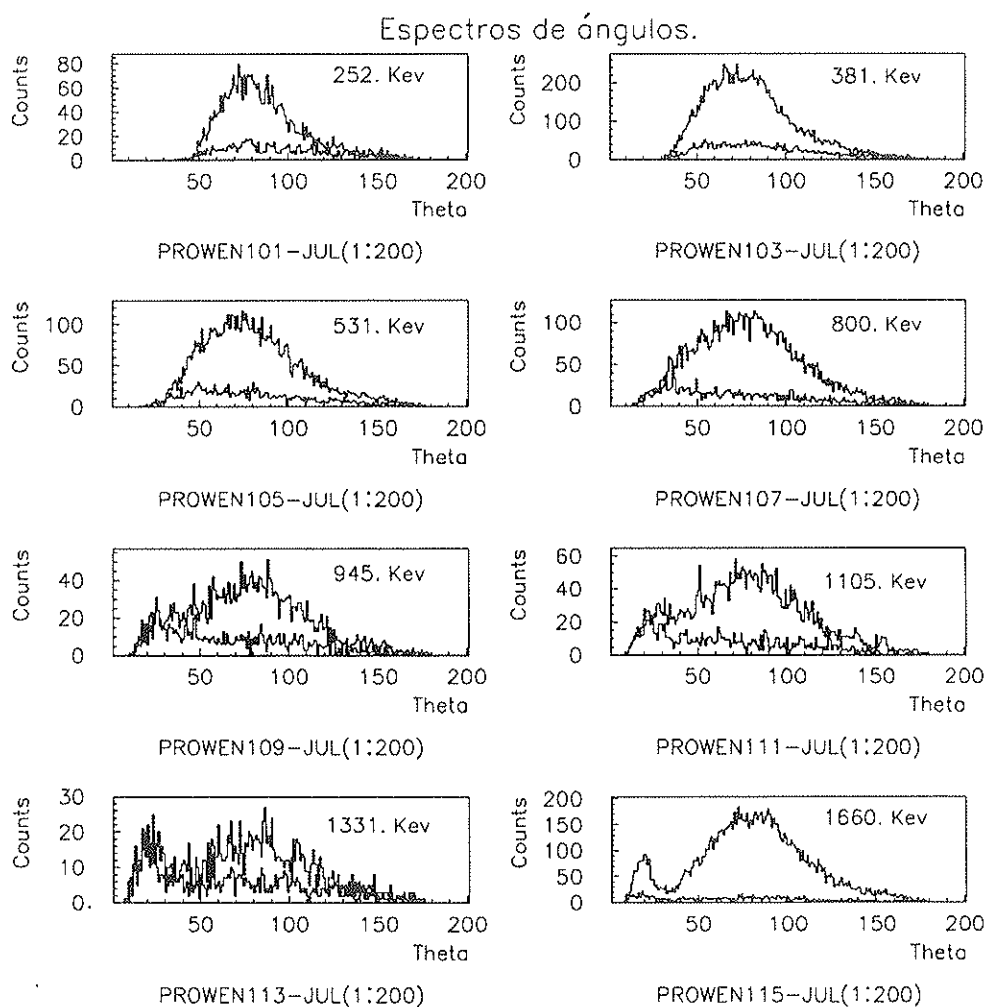 Espectros de ángulos.
Counts
80
60
40
20
0
252. Kev
50 100 150 200
Theta
PROWEN101-JUL(1:200)
Counts
200
100
0
381. Kev
50 100 150 200
Theta
PROWEN103-JUL(1:200)
Counts
100
50
0
531. Kev
50 100 150 200
Theta
PROWEN105-JUL(1:200)
Counts
100
50
0
800. Kev
50 100 150 200
Theta
PROWEN107-JUL(1:200)
Counts
40
20
0
945. Kev
50 100 150 200
Theta
PROWEN109-JUL(1:200)
Counts
60
40
20
0
1105. Kev
50 100 150 200
Theta
PROWEN111-JUL(1:200)
Counts
30
20
10
0.
1331. Kev
50 100 150 200
Theta
PROWEN113-JUL(1:200)
Counts
200
150
100
50
0
1660. Kev
50 100 150 200
Theta
PROWEN115-JUL(1:200)